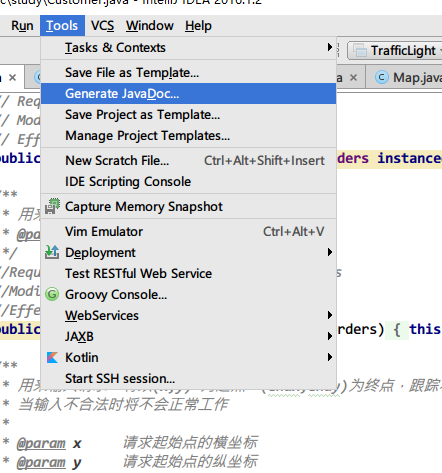 study\Customer.java - IntelliJ IDEA 2016.1.2
Run Tools VCS Window Help
Tasks & Contexts
TrafficLight
Save File as Template...
Map.java
Generate JavaDoc...
// Req
Save Project as Template...
// Mod
Manage Project Templates...
// Effe
public
rders instance
New Scratch File... Ctrl+Alt+Shift+Insert
IDE Scripting Console
/**
Capture Memory Snapshot
* 用来
Vim Emulator Ctrl+Alt+V
* @para
Deployment
*/
Test RESTful Web Service
//Requ
s
Groovy Console...
//Modi
WebServices
//Effe
JAXB
public
rders) { this
Kotlin
/**
Start SSH session...
* 用来
为终点·跟踪
* 当输入不合法时将不会正常工作
*
* @param x 请求起始点的横坐标
* @param y 请求起始点的纵坐标